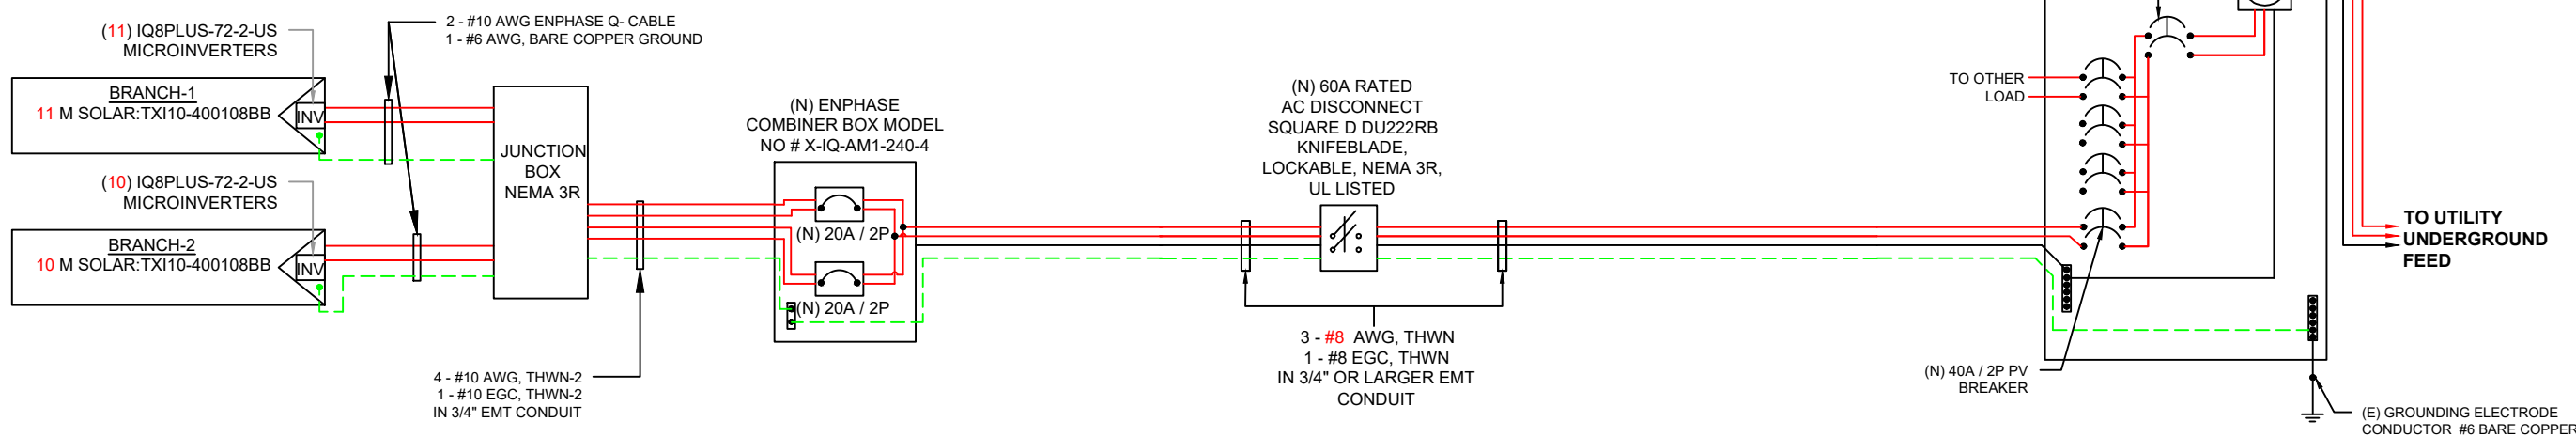 (11) IQ8PLUS-72-2-US
MICROINVERTERS
2 - #10 AWG ENPHASE Q- CABLE
1 - #6 AWG, BARE COPPER GROUND
BRANCH-1
11 M SOLAR:TXI10-400108BB
INV
(10) IQ8PLUS-72-2-US
MICROINVERTERS
BRANCH-2
10 M SOLAR:TXI10-400108BB
INV
JUNCTION
BOX
NEMA 3R
4 - #10 AWG, THWN-2
1 - #10 EGC, THWN-2
IN 3/4" EMT CONDUIT
(N) ENPHASE
COMBINER BOX MODEL
NO # X-IQ-AM1-240-4
(N) 20A / 2P
(N) 20A / 2P
(N) 60A RATED
AC DISCONNECT
SQUARE D DU222RB
KNIFEBLADE,
LOCKABLE, NEMA 3R,
UL LISTED
3 - #8 AWG, THWN
1 - #8 EGC, THWN
IN 3/4" OR LARGER EMT
CONDUIT
TO OTHER
LOAD
(N) 40A / 2P PV
BREAKER
TO UTILITY
UNDERGROUND
FEED
(E) GROUNDING ELECTRODE
CONDUCTOR #6 BARE COPPER